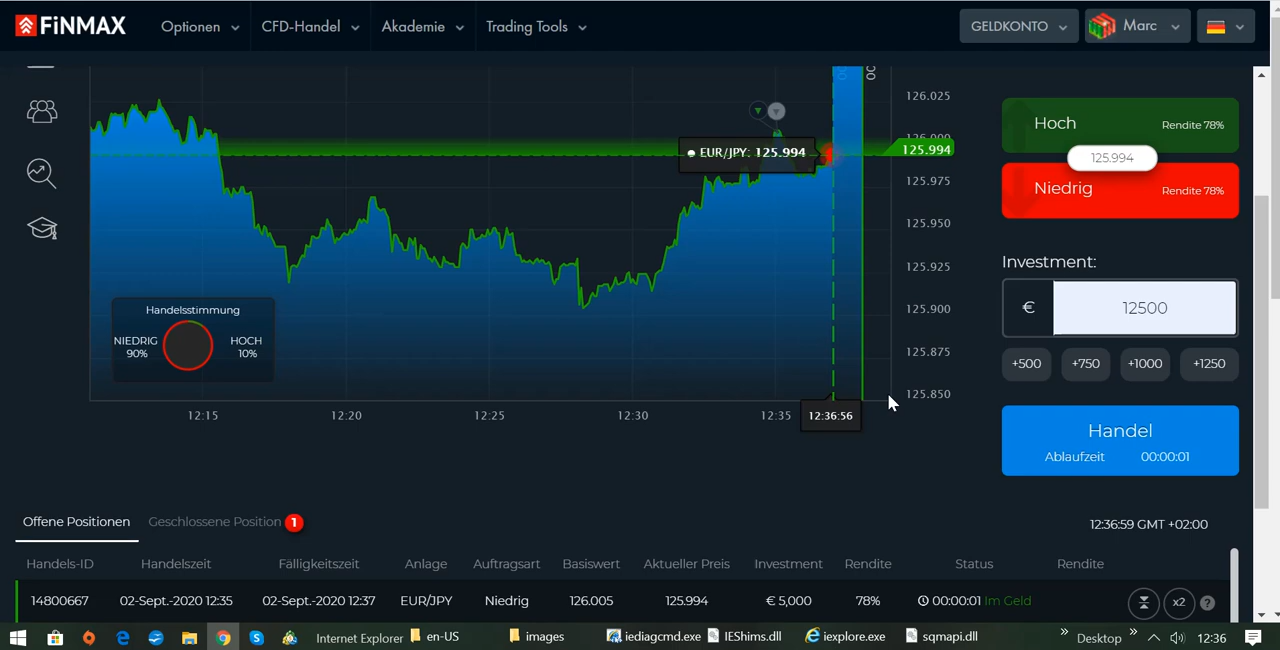 FiNMAX Optionen CFD-Handel Akademie Trading Tools GELDKONTO Marc
126.025
126.000
EUR/JPY: 125.994
125.994
125.975
125.950
125.925
125.900
125.875
125.850
Handelsstimmung
NIEDRIG
90%
HOCH
10%
12:15 12:20 12:25 12:30 12:35 12:36:56
Hoch Rendite 78%
125.994
Niedrig Rendite 78%
Investment:
€ 12500
+500 +750 +1000 +1250
Handel
Ablaufzeit 00:00:01
Offene Positionen Geschlossene Position 1
12:36:59 GMT +02:00
Handels-ID Handelszeit Fälligkeitszeit Anlage Auftragsart Basiswert Aktueller Preis Investment Rendite Status Rendite
14800667 02-Sept.-2020 12:35 02-Sept.-2020 12:37 EUR/JPY Niedrig 126.005 125.994 € 5,000 78% 00:00:01 Im Geld x2 ?
Internet Explorer en-US images iediagcmd.exe IEShims.dll iexplore.exe sqmapi.dll Desktop 12:36